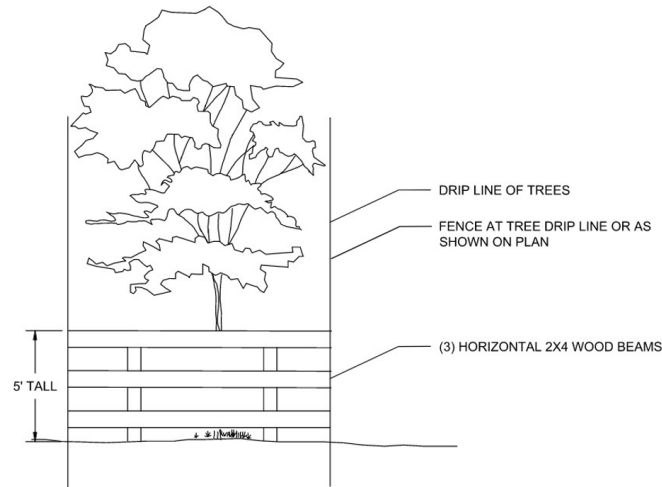 DRIP LINE OF TREES
FENCE AT TREE DRIP LINE OR AS
SHOWN ON PLAN
(3) HORIZONTAL 2X4 WOOD BEAMS
5' TALL